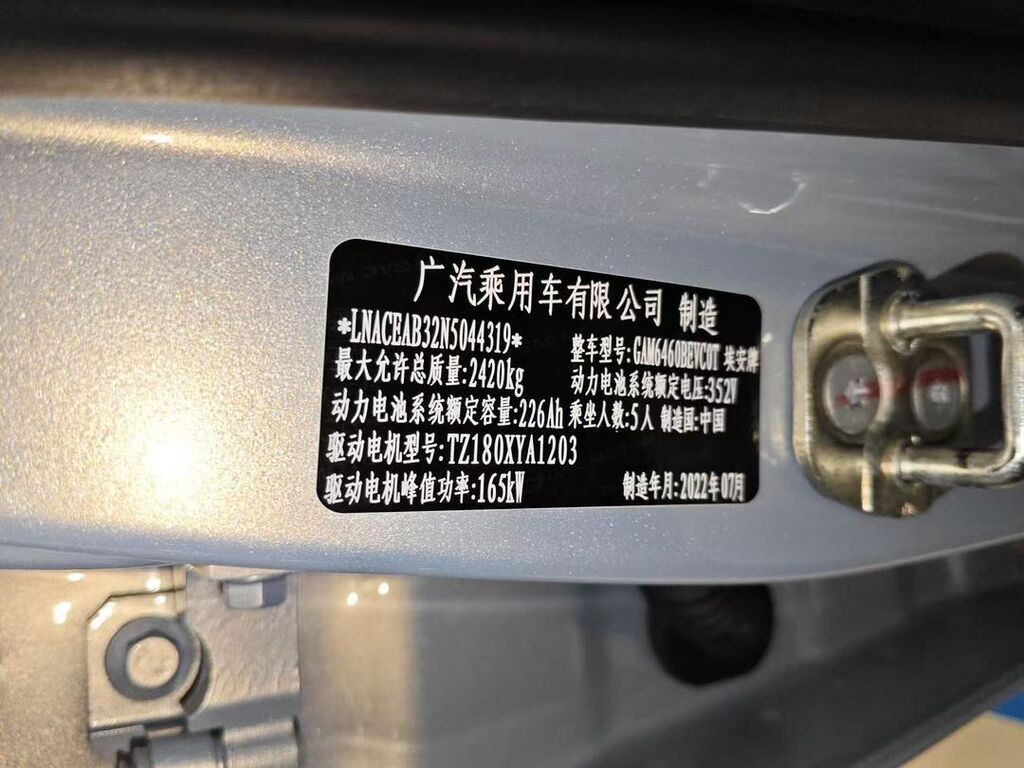 广汽乘用车有限公司 制造
*LNACEAB32N5044319*
整车型号:GAM6460BEVC0T 埃安牌
最大允许总质量:2420kg
动力电池系统额定电压:352V
动力电池系统额定容量:226Ah 乘坐人数:5人 制造国:中国
驱动电机型号:TZ180XYA1203
驱动电机峰值功率:165kW
制造年月:2022年07月